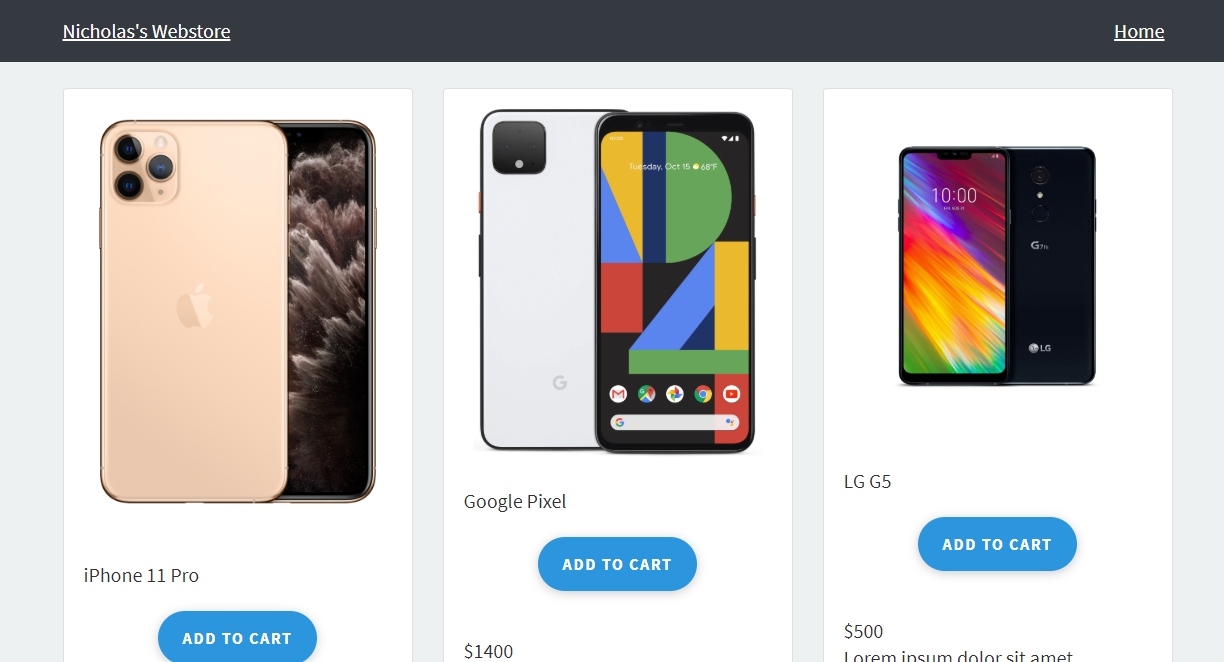 Nicholas's Webstore
Home
Tuesday, Oct 15 68°F
10:00
G7
LG
G
iPhone 11 Pro
ADD TO CART
Google Pixel
ADD TO CART
$1400
LG G5
ADD TO CART
$500
Lorem ipsum dolor sit amet